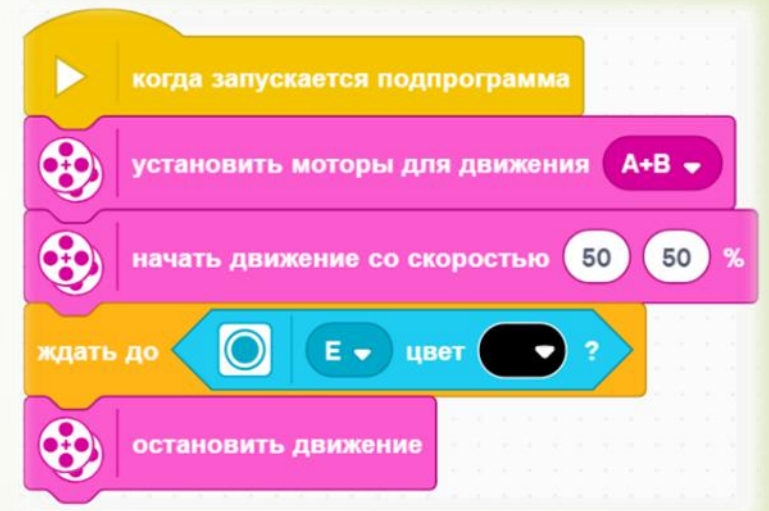 когда запускается подпрограмма
установить моторы для движения A+B
начать движение со скоростью 50 50 %
ждать до E цвет ?
остановить движение